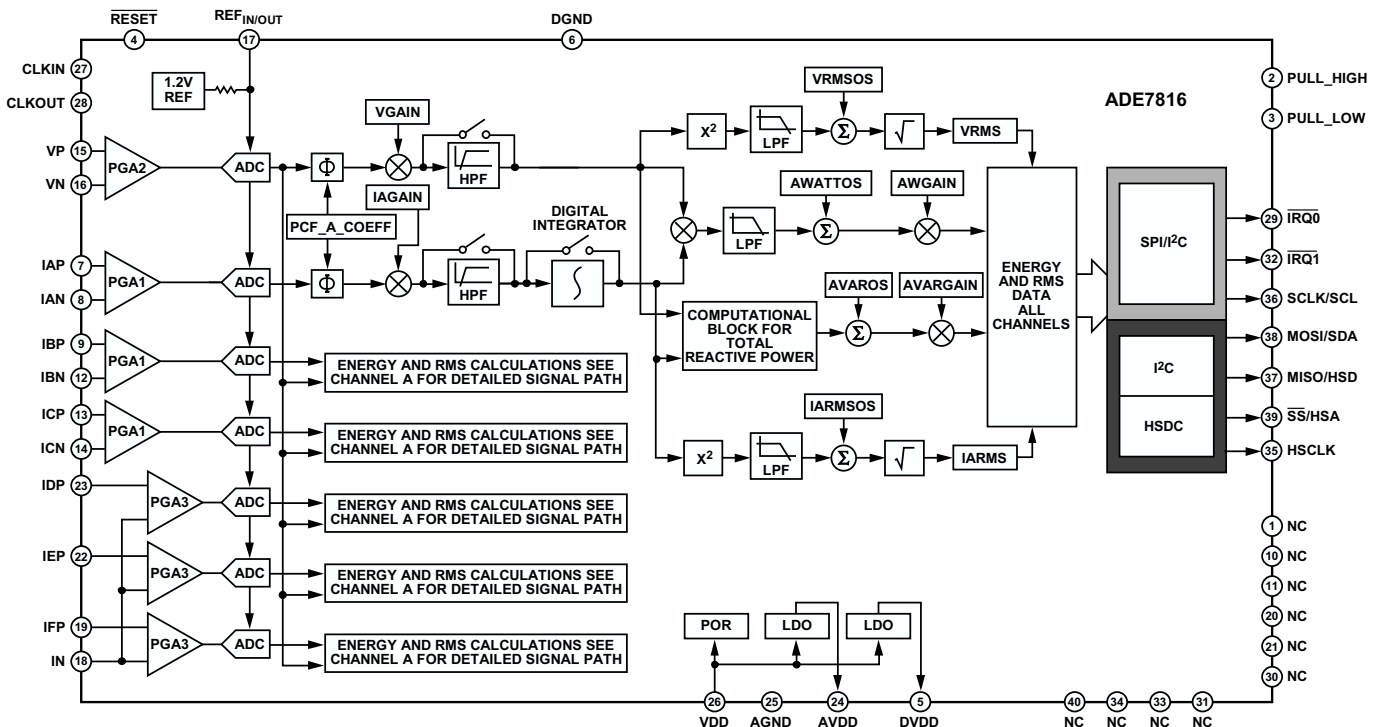 RESET
REFIN/OUT
DGND
4
17
6
CLKIN 27
CLKOUT 28
1.2V
REF
VP 15
VN 16
PGA2
ADC
Φ
VGAIN
HPF
IAGAIN
PCF_A_COEFF
DIGITAL
INTEGRATOR
IAP 7
IAN 8
PGA1
ADC
Φ
HPF
∫
X²
LPF
VRMSOS
Σ
√
VRMS
LPF
AWATTOS
Σ
AWGAIN
COMPUTATIONAL
BLOCK FOR
TOTAL
REACTIVE POWER
AVAROS
Σ
AVARGAIN
X²
LPF
IARMSOS
Σ
√
IARMS
ENERGY
AND RMS
DATA
ALL
CHANNELS
ADE7816
SPI/I²C
I²C
HSDC
2 PULL_HIGH
3 PULL_LOW
29 IRQ0
32 IRQ1
36 SCLK/SCL
38 MOSI/SDA
37 MISO/HSD
39 SS/HSA
35 HSCLK
1 NC
10 NC
11 NC
20 NC
21 NC
30 NC
IBP 9
IBN 12
PGA1
ADC
ENERGY AND RMS CALCULATIONS SEE
CHANNEL A FOR DETAILED SIGNAL PATH
ICP 13
ICN 14
PGA1
ADC
ENERGY AND RMS CALCULATIONS SEE
CHANNEL A FOR DETAILED SIGNAL PATH
IDP 23
PGA3
ADC
ENERGY AND RMS CALCULATIONS SEE
CHANNEL A FOR DETAILED SIGNAL PATH
IEP 22
PGA3
ADC
ENERGY AND RMS CALCULATIONS SEE
CHANNEL A FOR DETAILED SIGNAL PATH
IFP 19
IN 18
PGA3
ADC
ENERGY AND RMS CALCULATIONS SEE
CHANNEL A FOR DETAILED SIGNAL PATH
POR
LDO
LDO
26
25
24
5
40
34
33
31
VDD
AGND
AVDD
DVDD
NC
NC
NC
NC